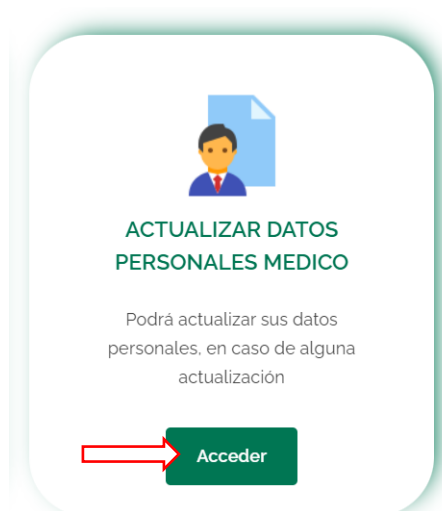 ACTUALIZAR DATOS
PERSONALES MEDICO
Podrá actualizar sus datos
personales, en caso de alguna
actualización
Acceder